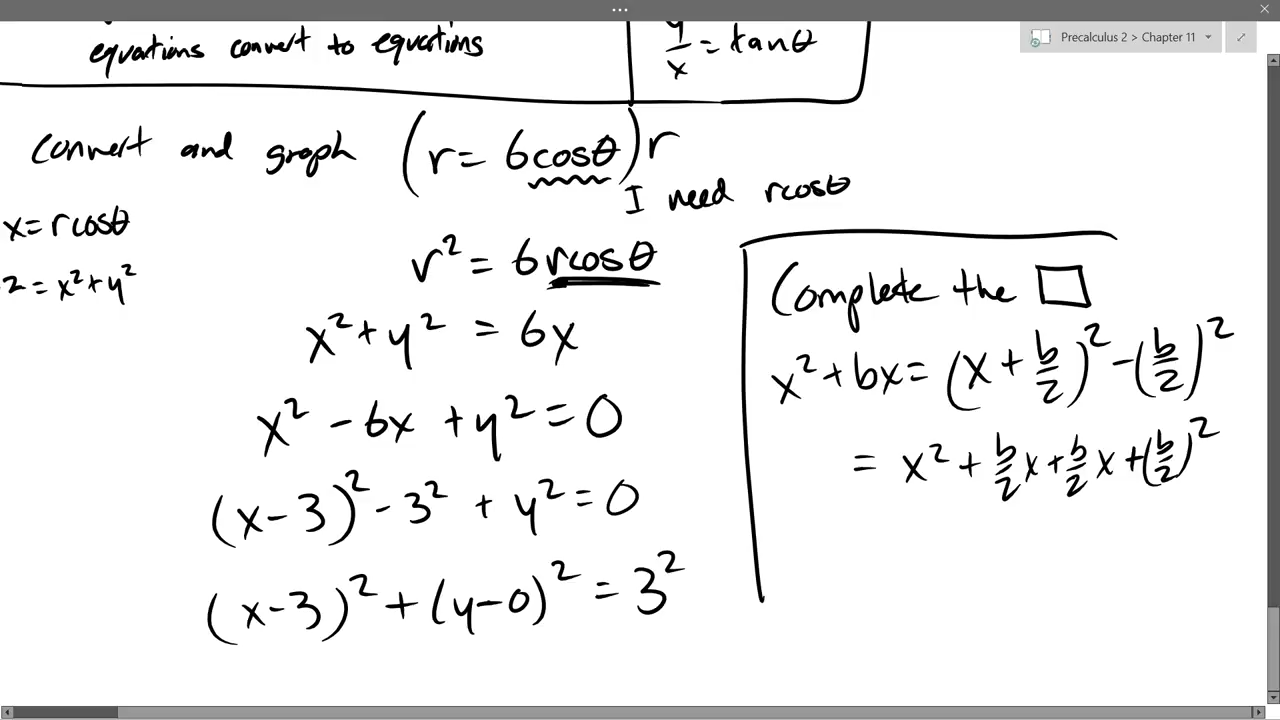 Precalculus 2 > Chapter 11
equations convert to equations
y/x = tanθ
convert and graph (r = 6cosθ)r
I need rcosθ
x = rcosθ
2 = x² + y²
r² = 6rcosθ
x² + y² = 6x
x² - 6x + y² = 0
(x-3)² - 3² + y² = 0
(x-3)² + (y-0)² = 3²
Complete the □
x² + bx = (x + b/2)² - (b/2)²
= x² + b/2 x + b/2 x + (b/2)²